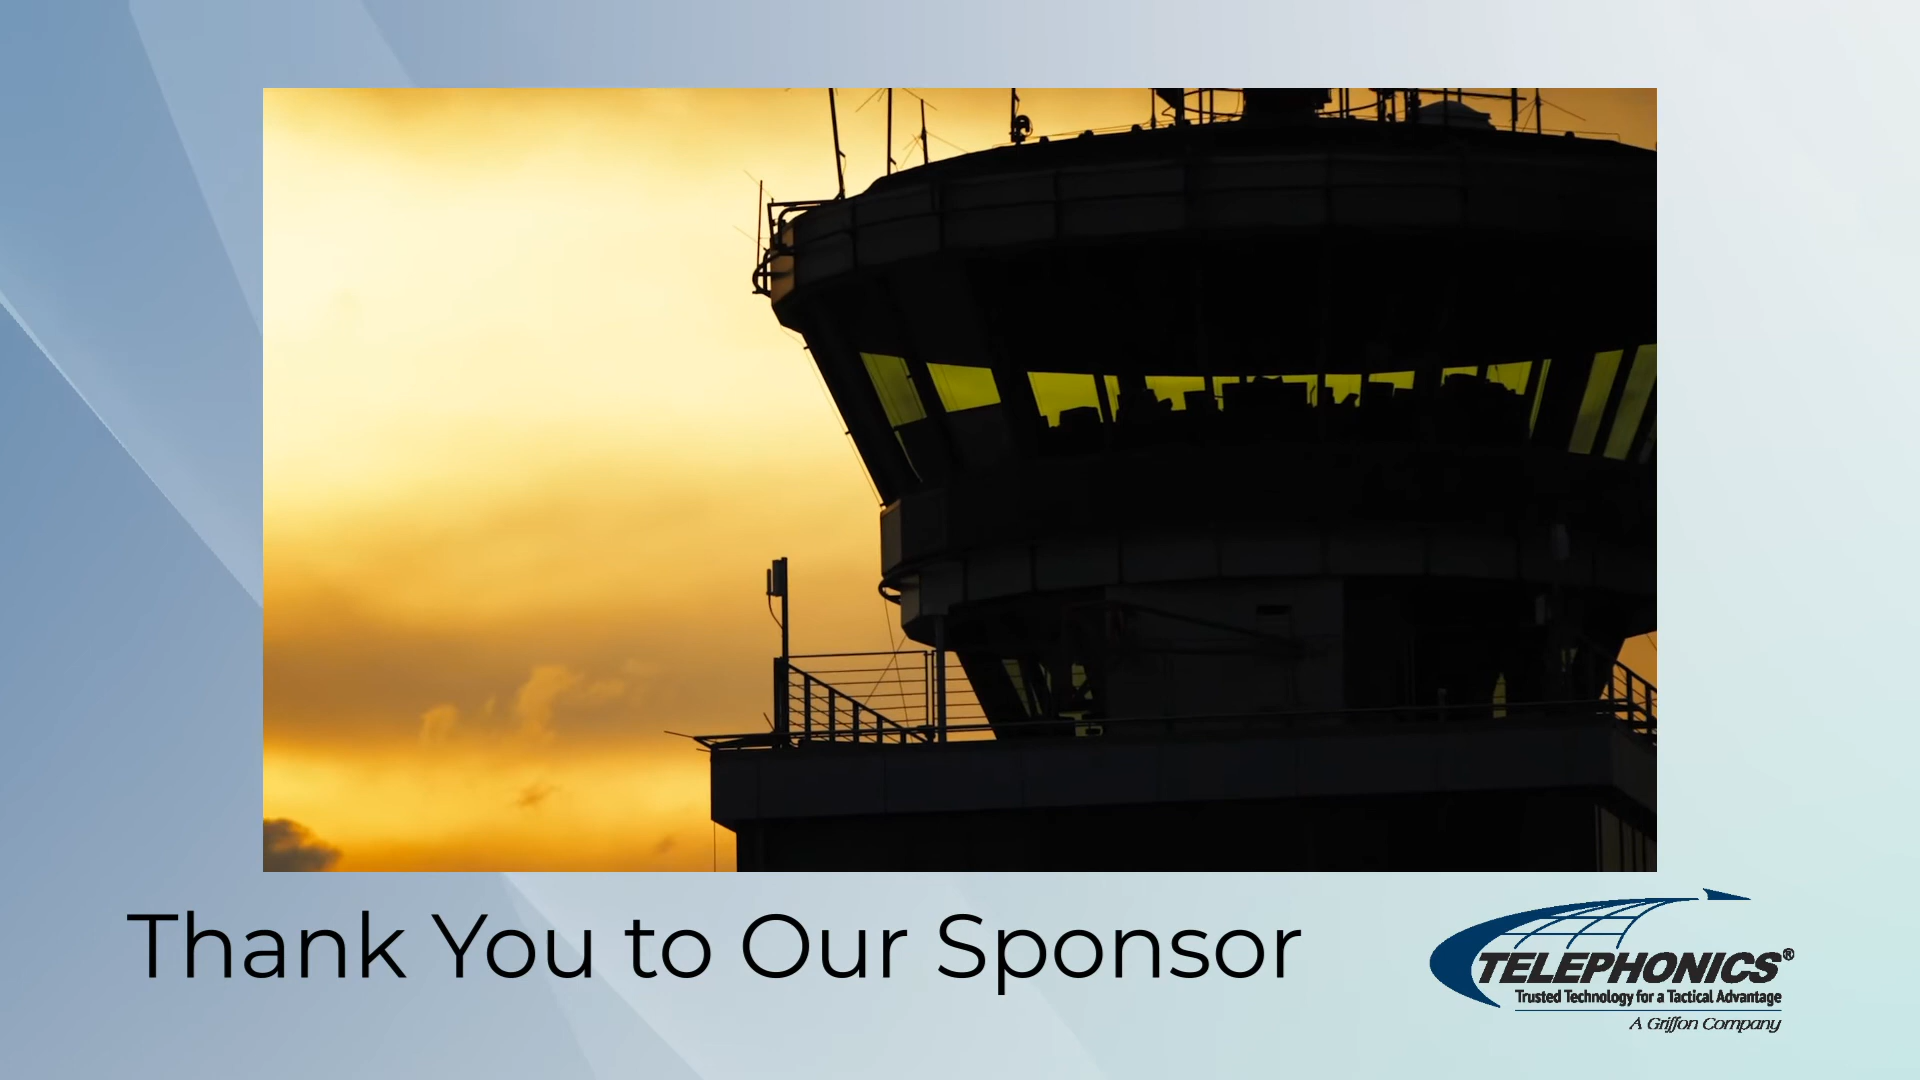 Thank You to Our Sponsor
TELEPHONICS®
Trusted Technology for a Tactical Advantage
A Griffon Company